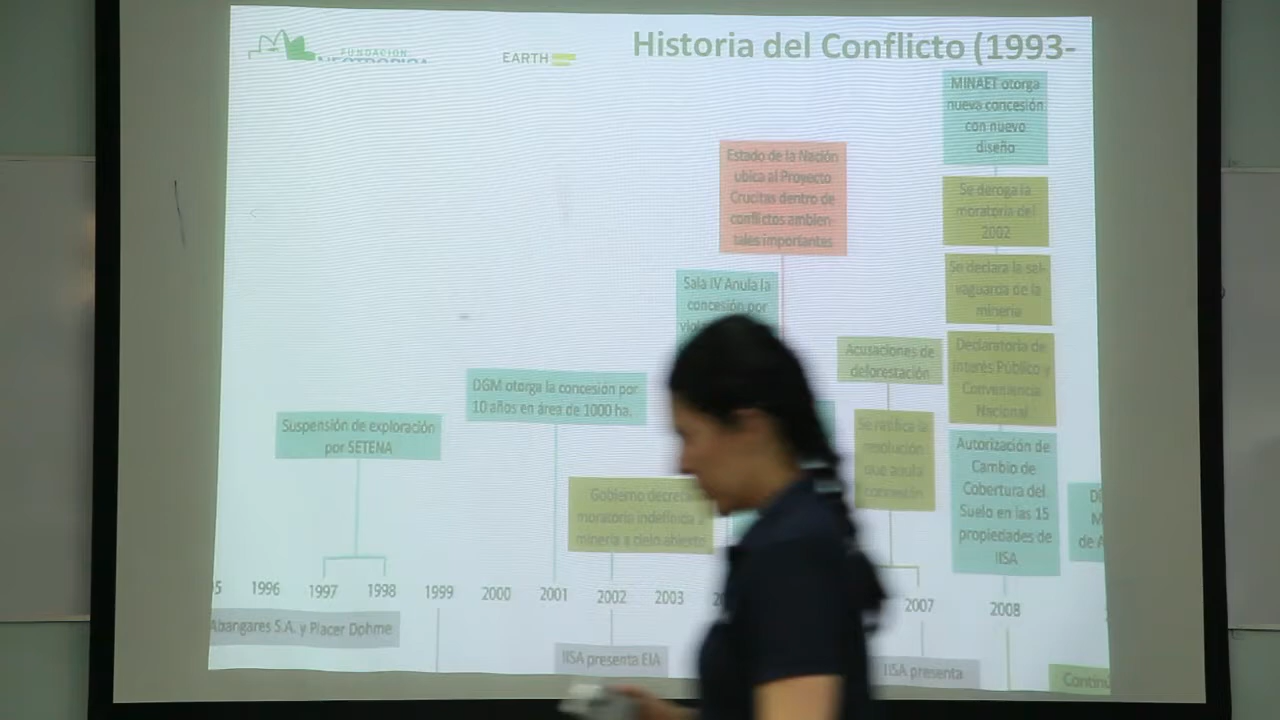 FUNDACION
EARTH
Historia del Conflicto (1993-
MINAET otorga
nueva concesión
con nuevo
diseño
Estado de la Nación
ubica al Proyecto
Crucitas dentro de
conflictos ambien-
tales importantes
Se deroga la
moratoria del
2002
Se declara la sal-
vaguarda de la
minería
Sala IV Anula la
concesión por
Acusaciones de
deforestación
Declaratoria de
Interés Público y
Conveniencia
Nacional
DGM otorga la concesión por
10 años en área de 1000 ha.
Suspensión de exploración
por SETENA
Se ratifica la
resolución
que anula
concesión
Autorización de
Cambio de
Cobertura del
Suelo en las 15
propiedades de
IISA
Gobierno decreta
moratoria indefinida a
minería a cielo abierto
de A
5 1996 1997 1998 1999 2000 2001 2002 2003 2007 2008
Abangares S.A. y Placer Dome
IISA presenta EIA
IISA presenta
Continú